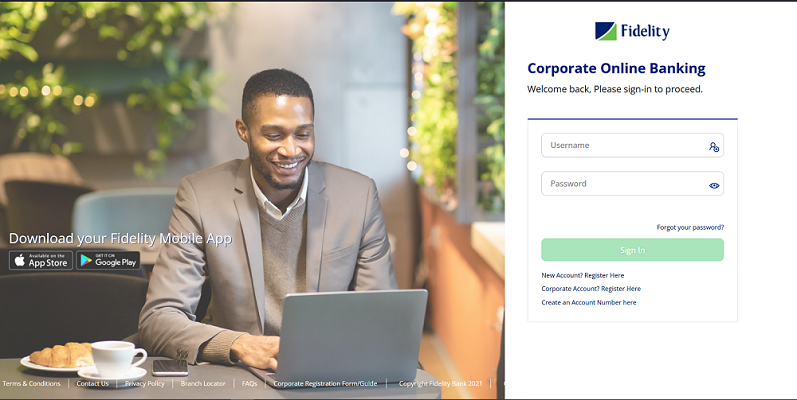 Fidelity
Corporate Online Banking
Welcome back, Please sign-in to proceed.
Username
Password
Forgot your password?
Sign In
New Account? Register Here
Corporate Account? Register Here
Create an Account Number here
Download your Fidelity Mobile App
Available on the
App Store
GET IT ON
Google Play
Terms & Conditions | Contact Us | Privacy Policy | Branch Locator | FAQs | Corporate Registration Form/Guide | Copyright Fidelity Bank 2021 |